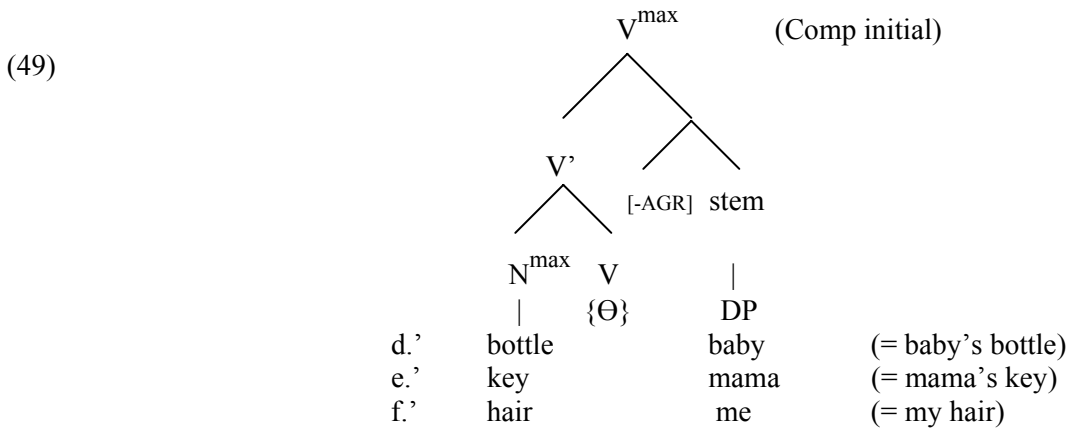 V^max (Comp initial)
(49)
V’
[-AGR] stem
N^max V |
| {Ɵ} DP
d.’ bottle baby (= baby’s bottle)
e.’ key mama (= mama’s key)
f.’ hair me (= my hair)